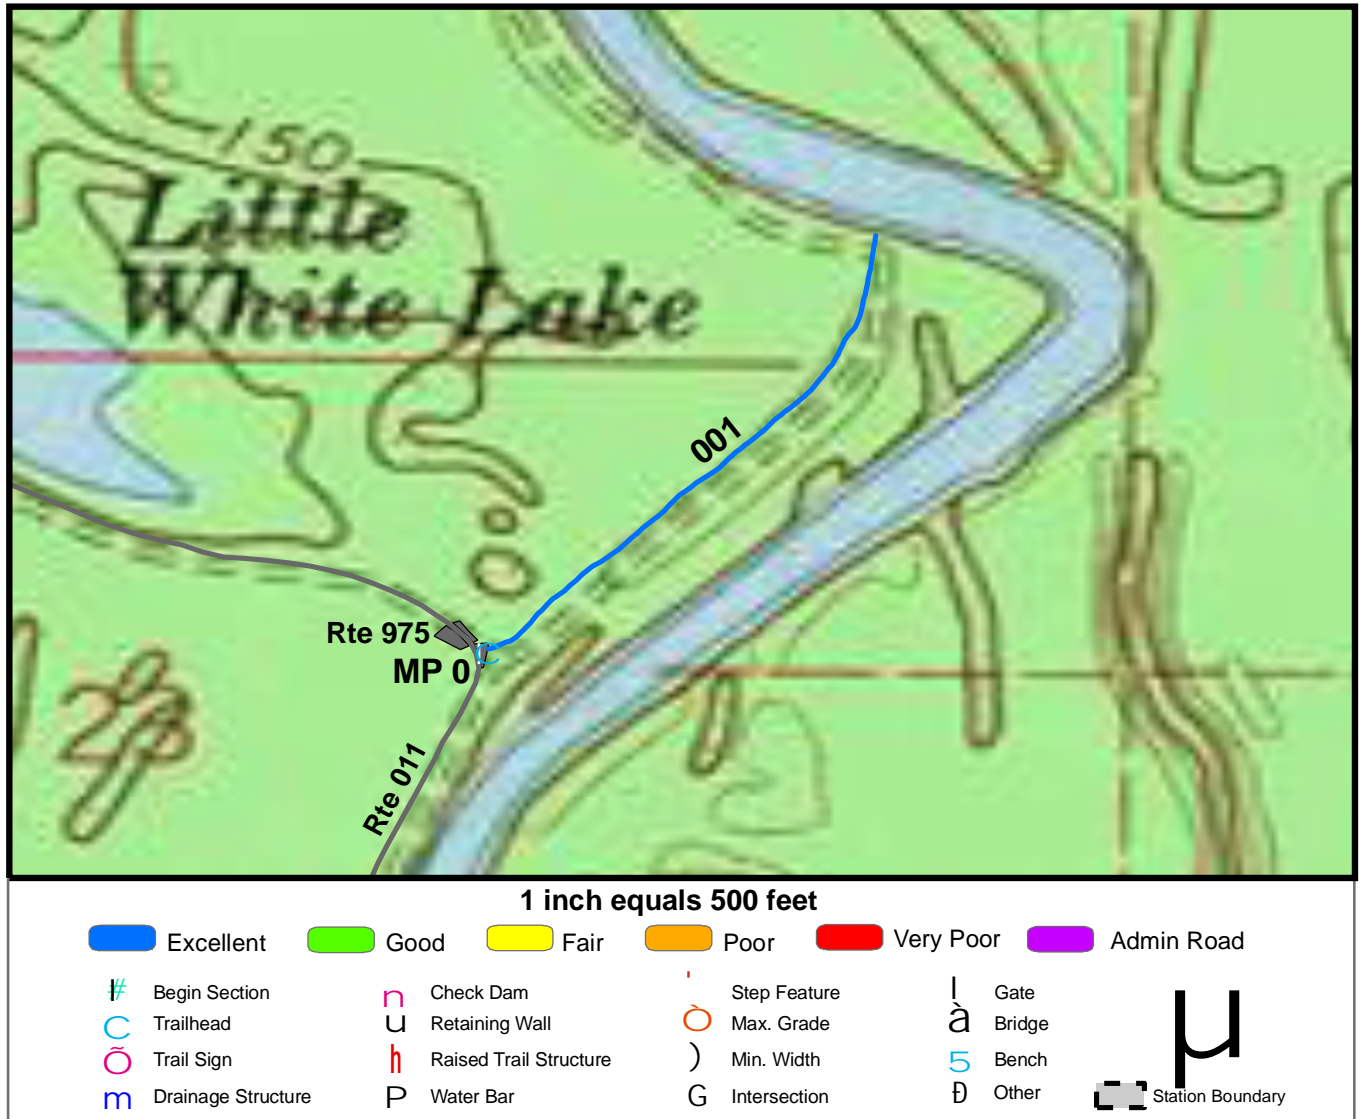 150
Little
White Lake
001
Rte 975
MP 0
Rte 011
1 inch equals 500 feet
Excellent Good Fair Poor Very Poor Admin Road
# Begin Section n Check Dam ' Step Feature l Gate
C Trailhead u Retaining Wall Ò Max. Grade à Bridge
Õ Trail Sign h Raised Trail Structure ) Min. Width 5 Bench
m Drainage Structure P Water Bar G Intersection Ð Other
µ
Station Boundary